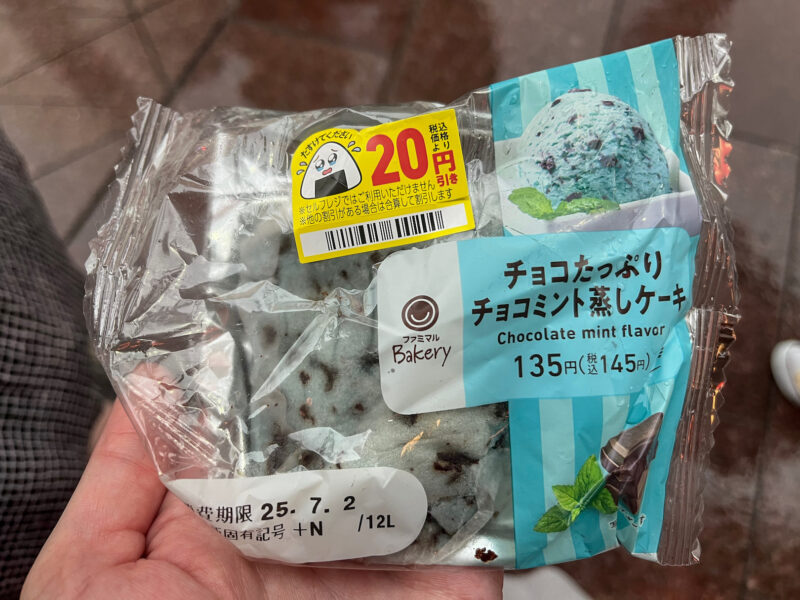 たすけてください
20円引き
税込価格より
※セルフレジではご利用いただけません
※他の割引がある場合は合算して割引します
チョコたっぷり
チョコミント蒸しケーキ
Chocolate mint flavor
135円(税込145円)
ファミマル
Bakery
費期限 25. 7. 2
固有記号 +N /12L